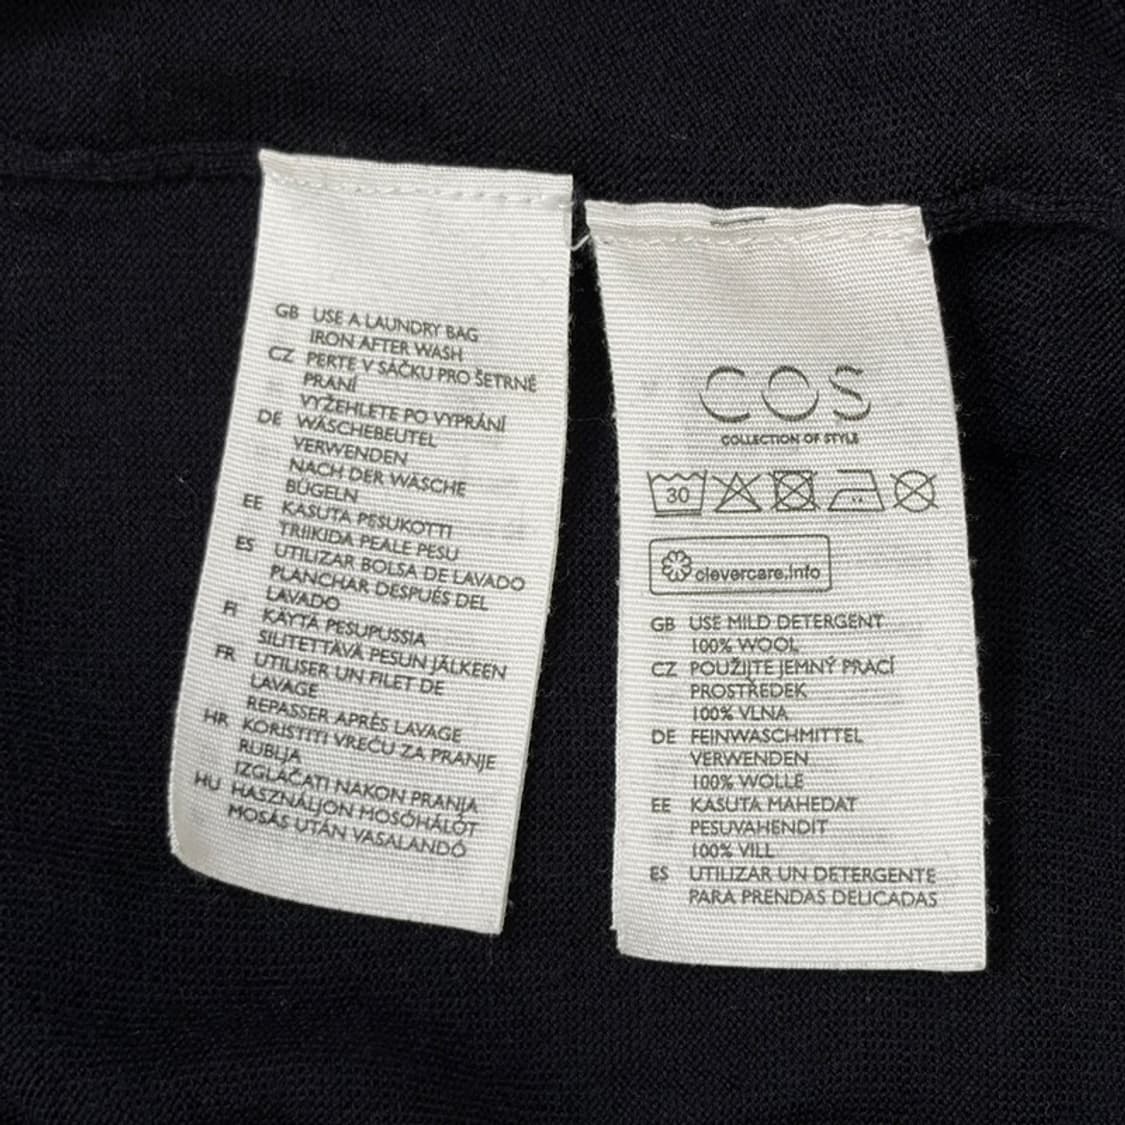 GB USE A LAUNDRY BAG
IRON AFTER WASH
CZ PERTE V SÁČKU PRO ŠETRNÉ
PRANÍ
VYŽEHLETE PO VYPRÁNÍ
DE WÄSCHEBEUTEL
VERWENDEN
NACH DER WÄSCHE
BÜGELN
EE KASUTA PESUKOTTI
TRIIKIDA PEALE PESU
ES UTILIZAR BOLSA DE LAVADO
PLANCHAR DESPUÉS DEL
LAVADO
FI KÄYTÄ PESUPUSSIA
SILITETTÄVÄ PESUN JÄLKEEN
FR UTILISER UN FILET DE
LAVAGE
REPASSER APRÈS LAVAGE
HR KORISTITI VREĆU ZA PRANJE
RUBLJA
IZGLAČATI NAKON PRANJA
HU HASZNÁLJON MOSÓHÁLÓT
MOSÁS UTÁN VASALANDÓ
COS
COLLECTION OF STYLE
30
clevercare.info
GB USE MILD DETERGENT
100% WOOL
CZ POUŽIJTE JEMNÝ PRACÍ
PROSTŘEDEK
100% VLNA
DE FEINWASCHMITTEL
VERWENDEN
100% WOLLE
EE KASUTA MAHEDAT
PESUVAHENDIT
100% VILL
ES UTILIZAR UN DETERGENTE
PARA PRENDAS DELICADAS